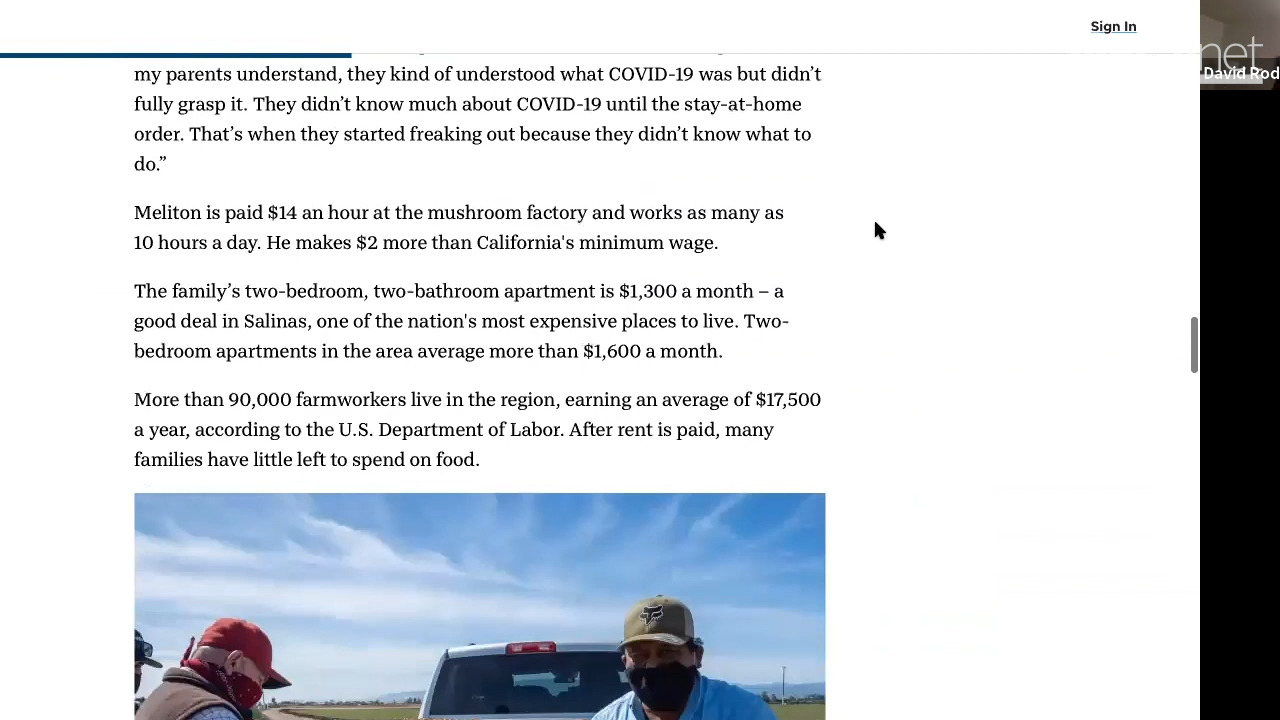 Sign In
net
David Rod
my parents understand, they kind of understood what COVID-19 was but didn’t
fully grasp it. They didn’t know much about COVID-19 until the stay-at-home
order. That’s when they started freaking out because they didn’t know what to
do.”
Meliton is paid $14 an hour at the mushroom factory and works as many as
10 hours a day. He makes $2 more than California's minimum wage.
The family’s two-bedroom, two-bathroom apartment is $1,300 a month – a
good deal in Salinas, one of the nation's most expensive places to live. Two-
bedroom apartments in the area average more than $1,600 a month.
More than 90,000 farmworkers live in the region, earning an average of $17,500
a year, according to the U.S. Department of Labor. After rent is paid, many
families have little left to spend on food.